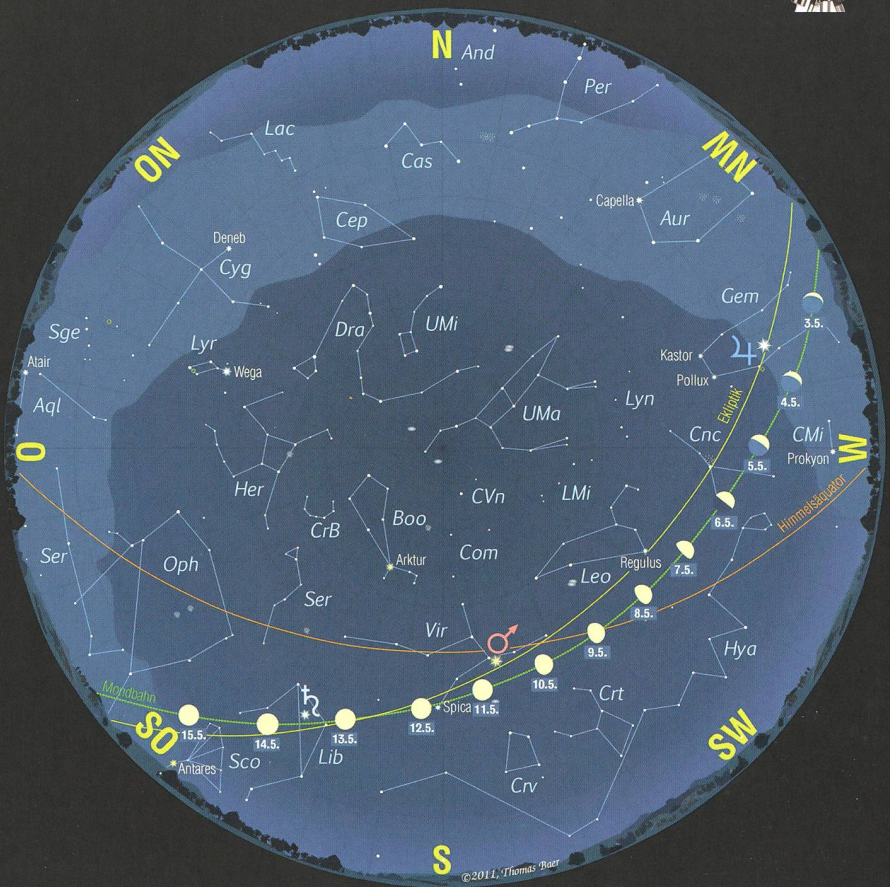 N
And
Per
Lac
Cas
NO
NW
Capella
Aur
Cep
Deneb
Cyg
Gem
3.5.
Sge
Dra
UMi
Lyr
Atair
Wega
Kastor
Pollux
4.5.
Aql
UMa
Lyn
Ekliptik
Cnc
CMi
O
W
Prokyon
5.5.
Her
CVn
LMi
6.5.
Himmelsäquator
CrB
Boo
Ser
Oph
Arktur
Com
Regulus
7.5.
Leo
Ser
8.5.
Vir
9.5.
Hya
10.5.
Mondbahn
Crt
Spica
11.5.
12.5.
SO
15.5.
14.5.
13.5.
SW
Antares
Sco
Lib
Crv
S
©2011, Thomas Baer